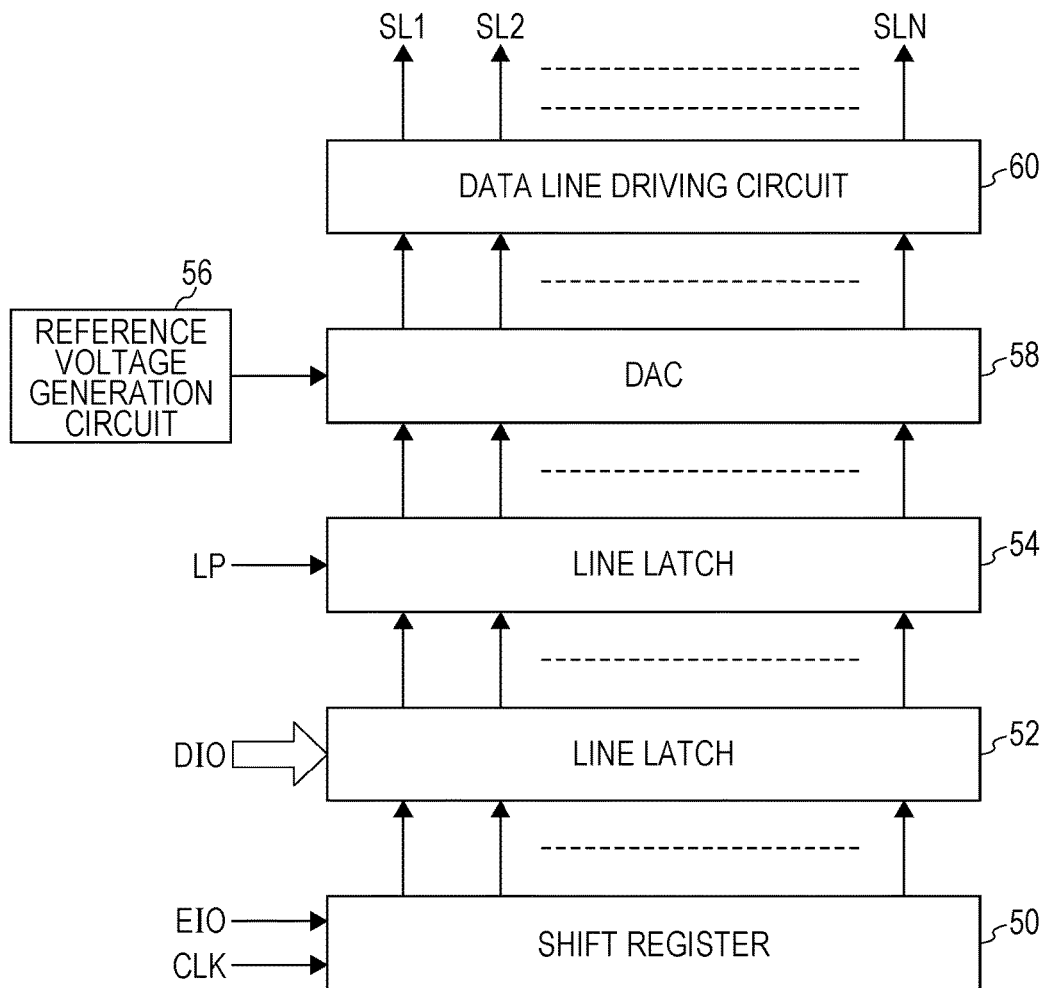 SL1 SL2 SLN
DATA LINE DRIVING CIRCUIT
60
56
REFERENCE
VOLTAGE
GENERATION
CIRCUIT
DAC
58
LP
LINE LATCH
54
DIO
LINE LATCH
52
EIO
CLK
SHIFT REGISTER
50